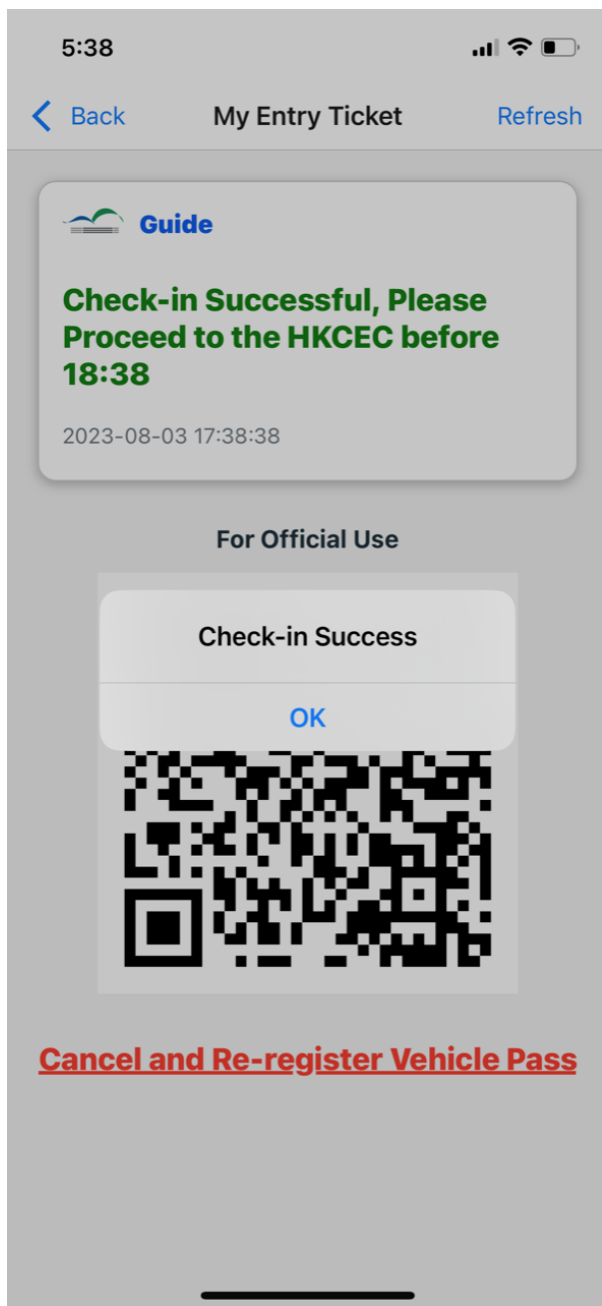 5:38
Back
My Entry Ticket
Refresh
Guide
Check-in Successful, Please
Proceed to the HKCEC before
18:38
2023-08-03 17:38:38
For Official Use
Check-in Success
OK
Cancel and Re-register Vehicle Pass